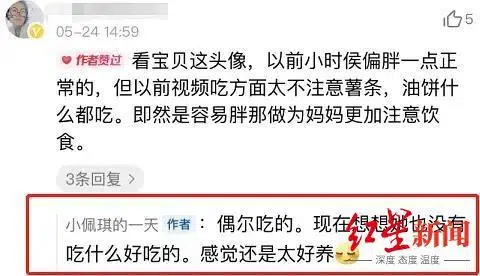 05-24 14:59
5
作者赞过 看宝贝这头像，以前小时侯偏胖一点正
常的，但以前视频吃方面太不注意薯条，油饼什
么都吃。即然是容易胖那做为妈妈更加注意饮
食。
3条回复 >
小佩琪的一天 作者 ：偶尔吃的。现在想想她也没有
吃什么好吃的。感觉还是太好养
红星新闻
深度 态度 温度